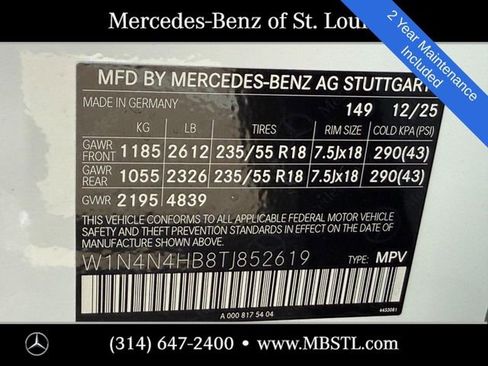 Mercedes-Benz of St. Loui
2 Year Maintenance
Included
MFD BY MERCEDES-BENZ AG STUTTGART
MADE IN GERMANY 149 12/25
KG LB TIRES RIM SIZE COLD KPA (PSI)
GAWR FRONT 1185 2612 235/55 R18 7.5Jx18 290(43)
GAWR REAR 1055 2326 235/55 R18 7.5Jx18 290(43)
GVWR 2195 4839
THIS VEHICLE CONFORMS TO ALL APPLICABLE FEDERAL MOTOR VEHICLE
SAFETY AND THEFT PREVENTION STANDARDS IN EFFECT ON THE DATE OF
MANUFACTURE SHOWN ABOVE.
W1N4N4HB8TJ852619 TYPE: MPV
A 000 817 54 04
(314) 647-2400 • www.MBSTL.com